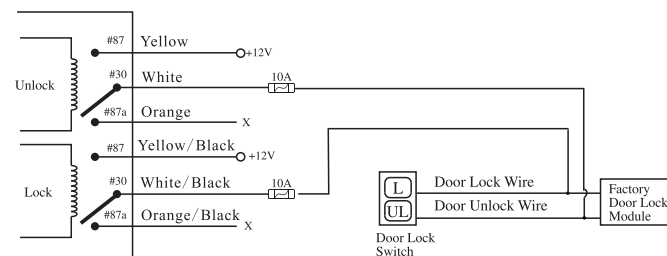 #87 Yellow
+12V
#30 White
10A
Unlock
#87a Orange
X
#87 Yellow/Black
+12V
#30 White/Black
10A
Lock
#87a Orange/Black
X
L
Door Lock Wire
UL
Door Unlock Wire
Factory
Door Lock
Module
Door Lock
Switch